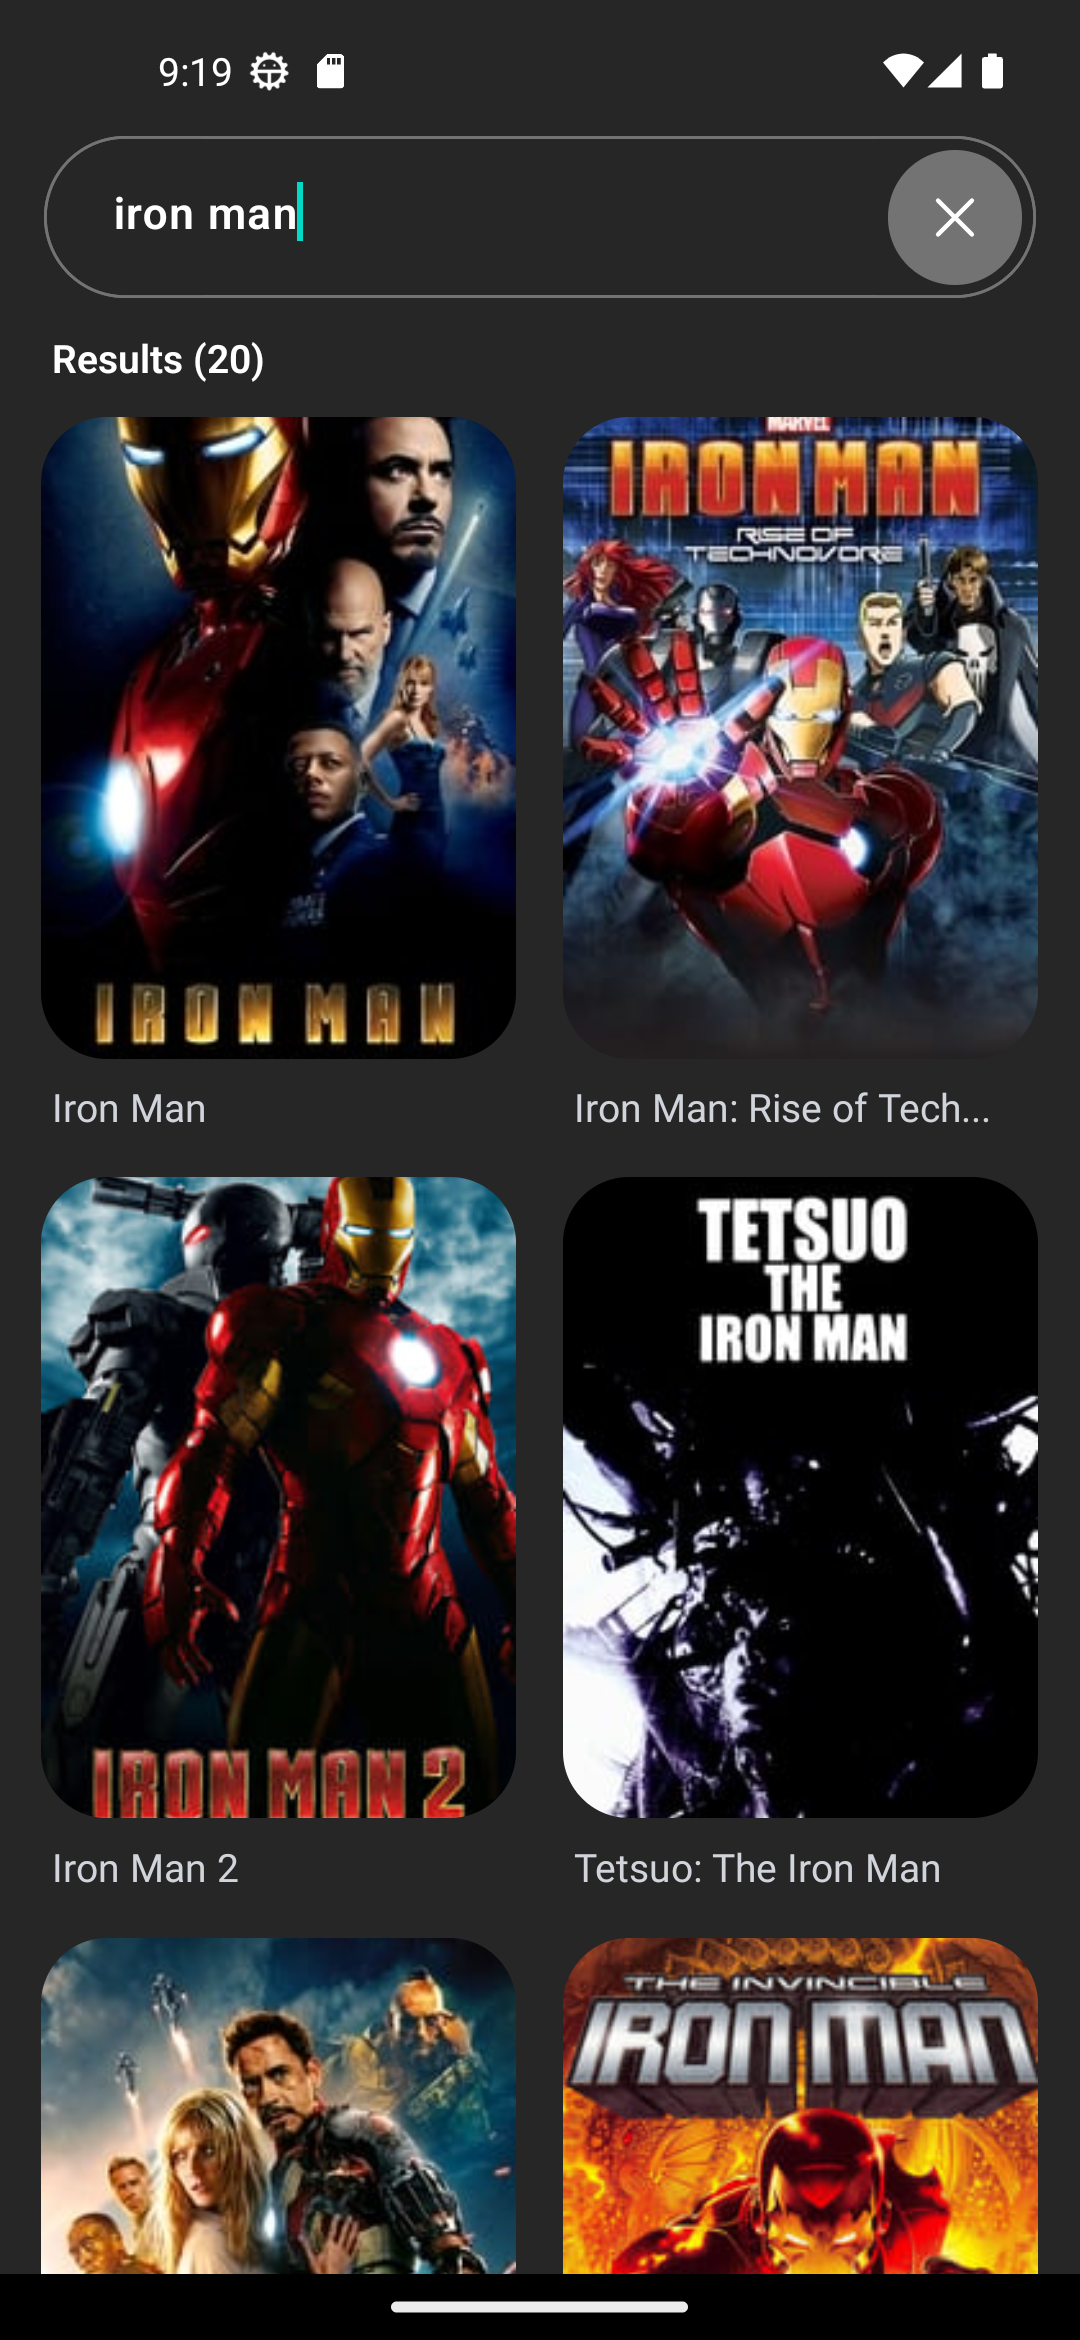 9:19
iron man
Results (20)
IRON MAN
MARVEL
IRON MAN
RISE OF
TECHNOVORE
Iron Man
Iron Man: Rise of Tech...
IRON MAN 2
TETSUO
THE
IRON MAN
Iron Man 2
Tetsuo: The Iron Man
THE INVINCIBLE
IRON MAN